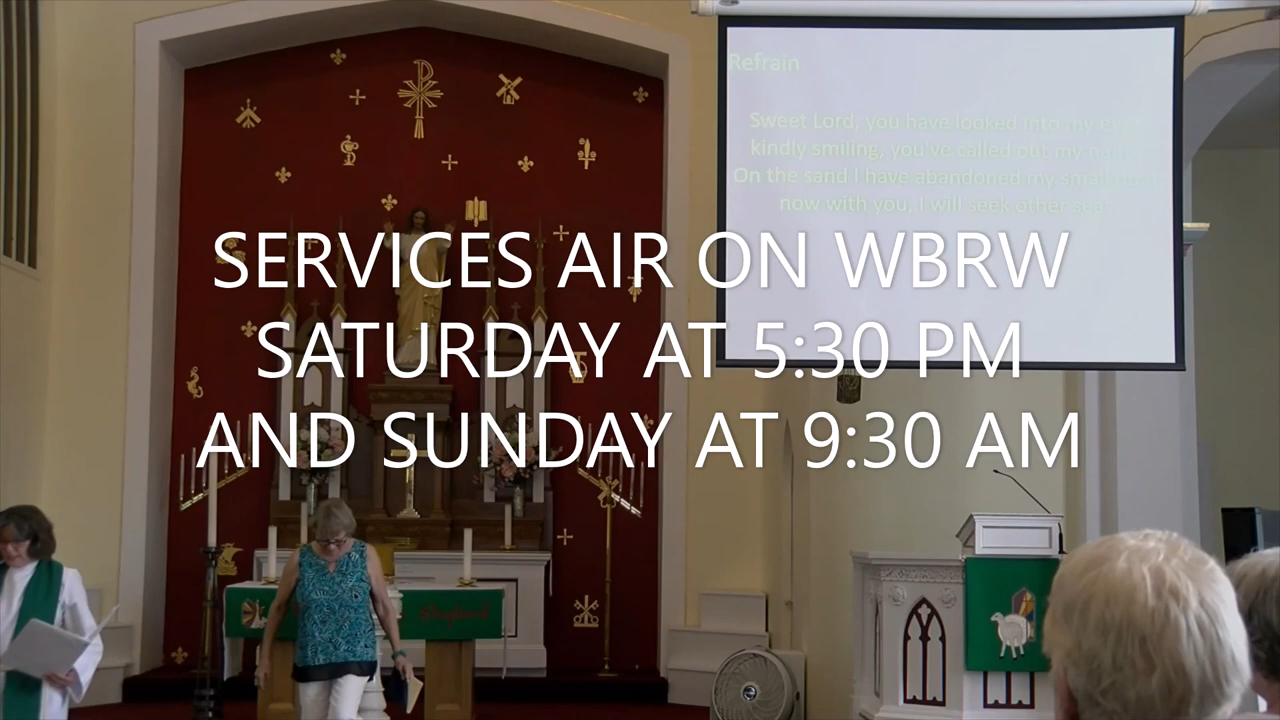 Refrain
Sweet Lord, you have looked into my
kindly smiling, you've called out my
On the sand I have abandoned my small
now with you, I will seek other
SERVICES AIR ON WBRW
SATURDAY AT 5:30 PM
AND SUNDAY AT 9:30 AM
Shepherd